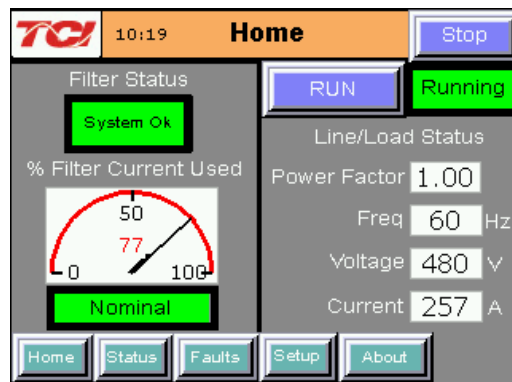 TCI 10:19 Home Stop
Filter Status
System Ok
% Filter Current Used
50
77
0 100
Nominal
RUN Running
Line/Load Status
Power Factor 1.00
Freq 60 Hz
Voltage 480 V
Current 257 A
Home Status Faults Setup About